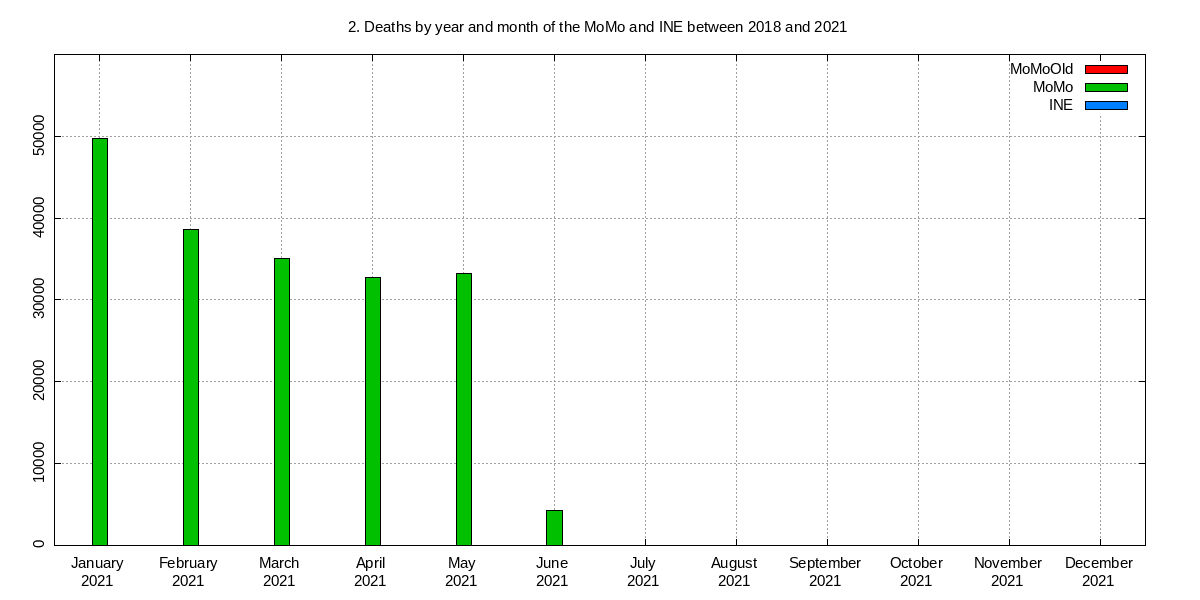 2. Deaths by year and month of the MoMo and INE between 2018 and 2021
MoMoOld
MoMo
INE
50000
40000
30000
20000
10000
0
January February March April May June July August September October November December
2021 2021 2021 2021 2021 2021 2021 2021 2021 2021 2021 2021